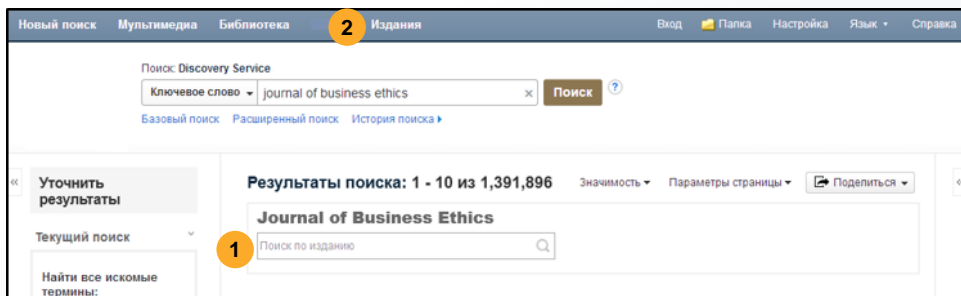 Новый поиск Мультимедиа Библиотека 2 Издания Вход Папка Настройка Язык Справка
Поиск: Discovery Service
Ключевое слово journal of business ethics × Поиск ?
Базовый поиск Расширенный поиск История поиска
« Уточнить результаты
Результаты поиска: 1 - 10 из 1,391,896 Значимость Параметры страницы Поделиться «
Journal of Business Ethics
Текущий поиск
1 Поиск по изданию
Найти все искомые
термины: